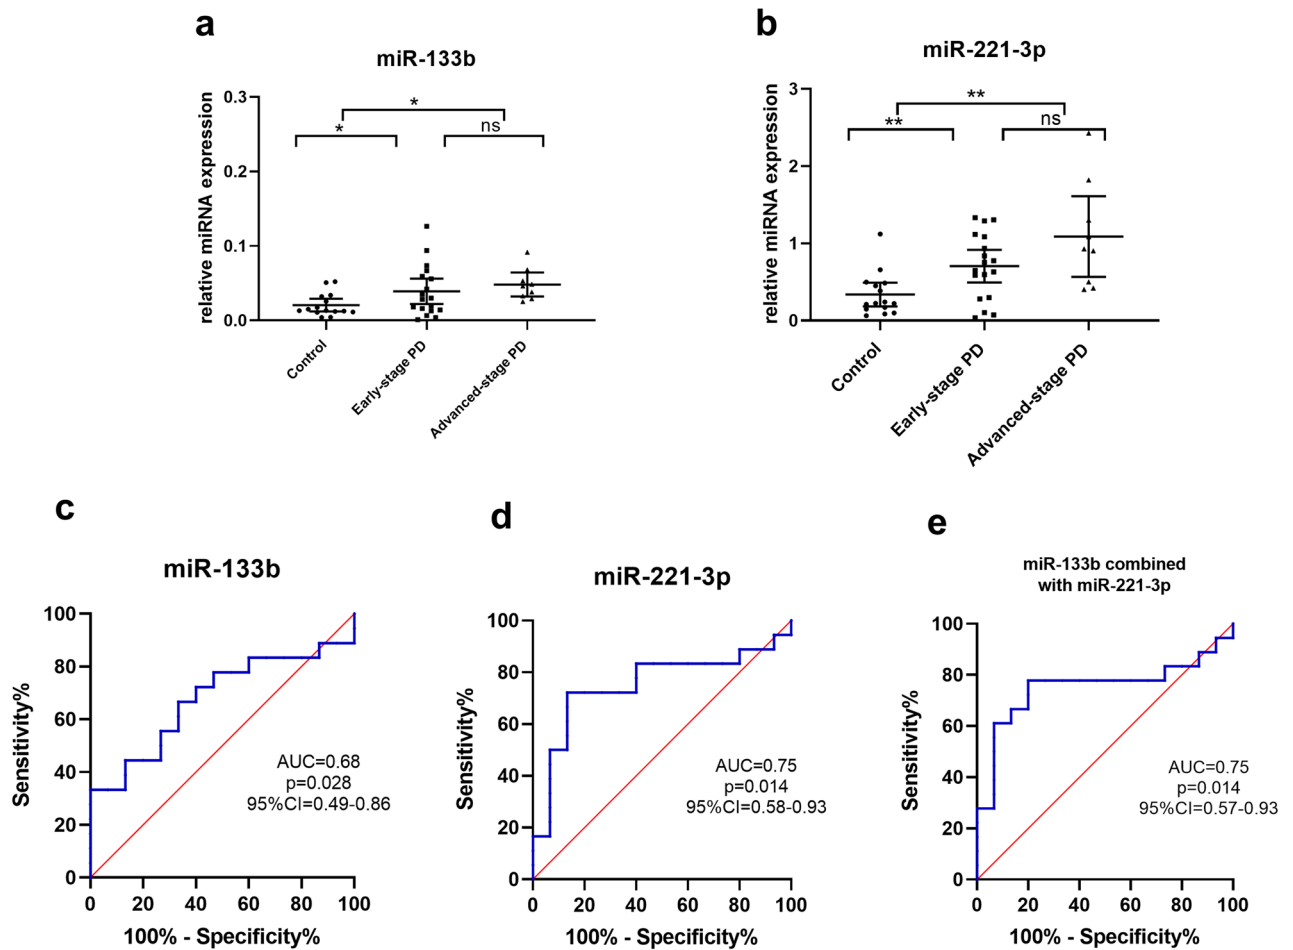 a
miR-133b
relative miRNA expression
0.3
0.2
0.1
0.0
*
*
ns
Control
Early-stage PD
Advanced-stage PD
b
miR-221-3p
relative miRNA expression
3
2
1
0
**
**
ns
Control
Early-stage PD
Advanced-stage PD
c
miR-133b
Sensitivity%
100
80
60
40
20
0
AUC=0.68
p=0.028
95%CI=0.49-0.86
0 20 40 60 80 100
100% - Specificity%
d
miR-221-3p
Sensitivity%
100
80
60
40
20
0
AUC=0.75
p=0.014
95%CI=0.58-0.93
0 20 40 60 80 100
100% - Specificity%
e
miR-133b combined
with miR-221-3p
Sensitivity%
100
80
60
40
20
0
AUC=0.75
p=0.014
95%CI=0.57-0.93
0 20 40 60 80 100
100% - Specificity%